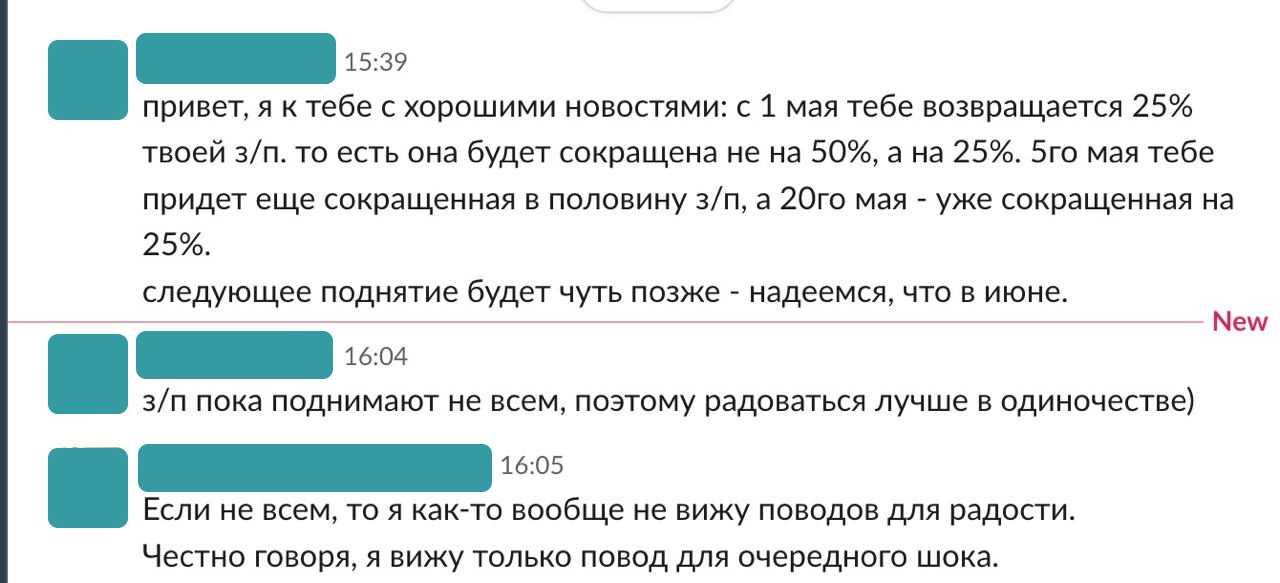 15:39
привет, я к тебе с хорошими новостями: с 1 мая тебе возвращается 25%
твоей з/п. то есть она будет сокращена не на 50%, а на 25%. 5го мая тебе
придет еще сокращенная в половину з/п, а 20го мая - уже сокращенная на
25%.
следующее поднятие будет чуть позже - надеемся, что в июне.
New
16:04
з/п пока поднимают не всем, поэтому радоваться лучше в одиночестве)
16:05
Если не всем, то я как-то вообще не вижу поводов для радости.
Честно говоря, я вижу только повод для очередного шока.